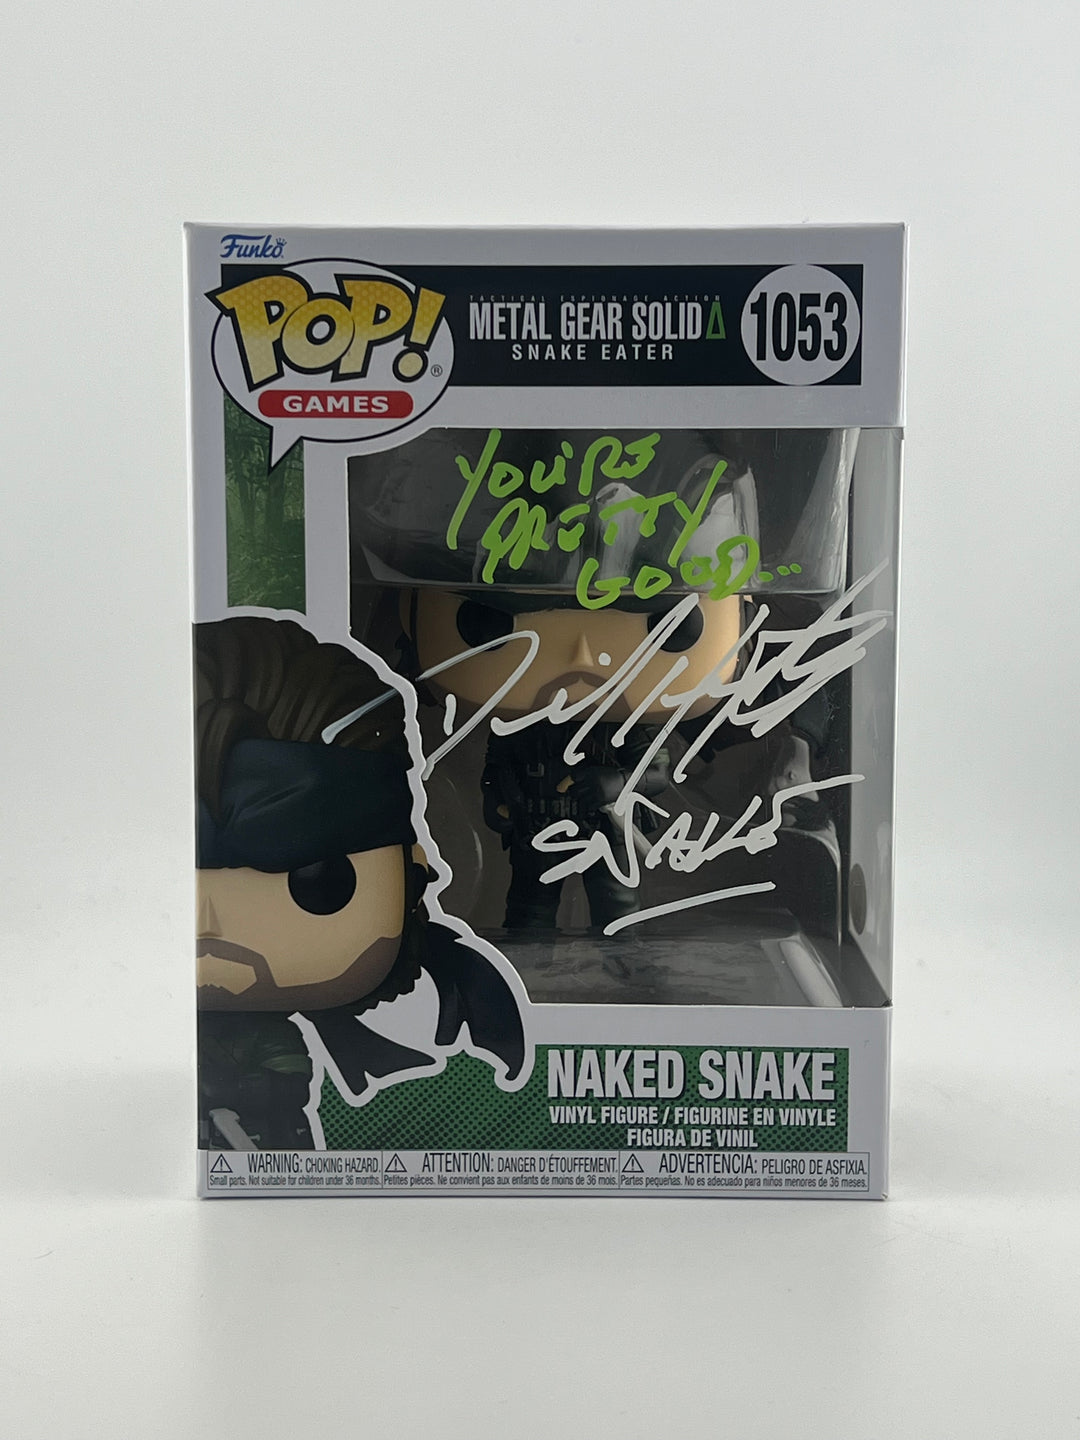 Funko
POP!
®
GAMES
TACTICAL ESPIONAGE ACTION
METAL GEAR SOLID Δ
SNAKE EATER
1053
YOU'RE
PRETTY
GOOD...
SNAKE
NAKED SNAKE
VINYL FIGURE / FIGURINE EN VINYLE
FIGURA DE VINIL
WARNING: CHOKING HAZARD.
Small parts. Not suitable for children under 36 months.
ATTENTION: DANGER D'ÉTOUFFEMENT.
Petites pièces. Ne convient pas aux enfants de moins de 36 mois.
ADVERTENCIA: PELIGRO DE ASFIXIA.
Partes pequeñas. No es adecuado para niños menores de 36 meses.